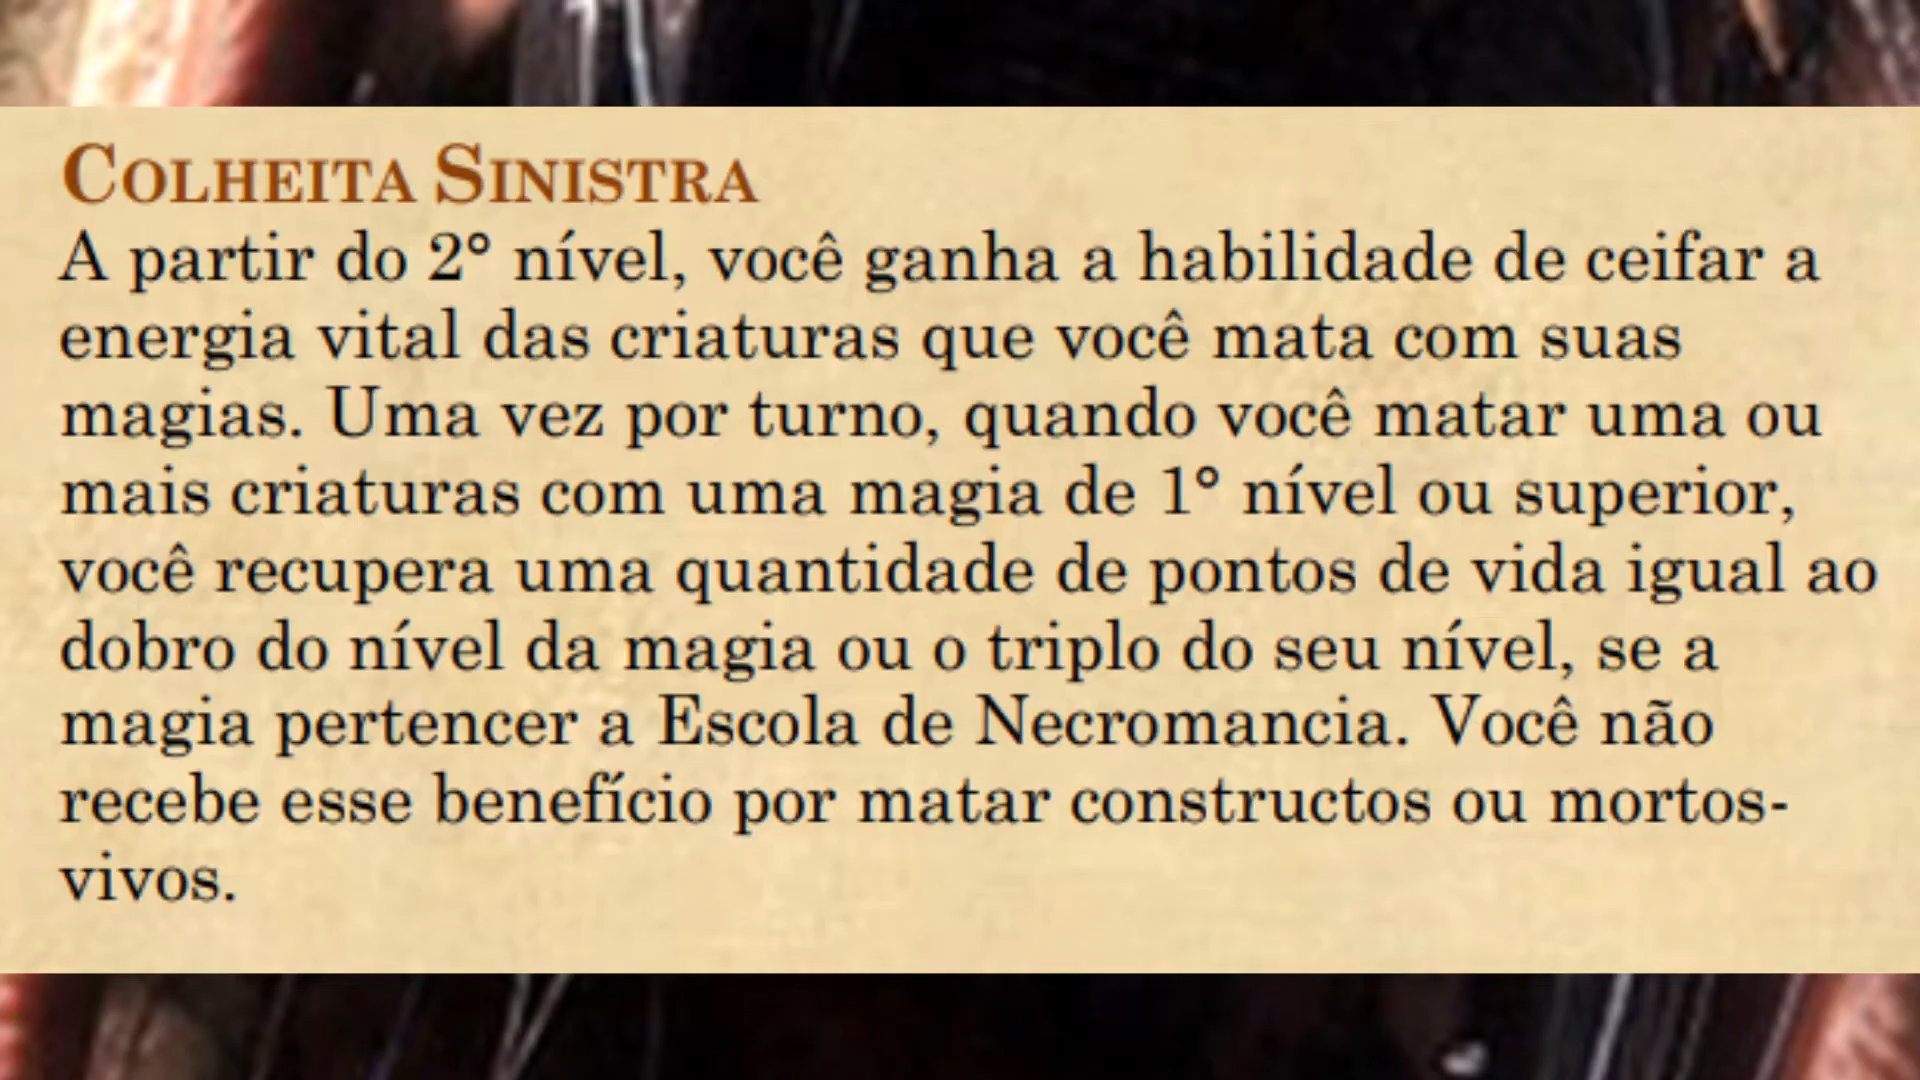 COLHEITA SINISTRA
A partir do 2° nível, você ganha a habilidade de ceifar a
energia vital das criaturas que você mata com suas
magias. Uma vez por turno, quando você matar uma ou
mais criaturas com uma magia de 1° nível ou superior,
você recupera uma quantidade de pontos de vida igual ao
dobro do nível da magia ou o triplo do seu nível, se a
magia pertencer a Escola de Necromancia. Você não
recebe esse benefício por matar constructos ou mortos-
vivos.